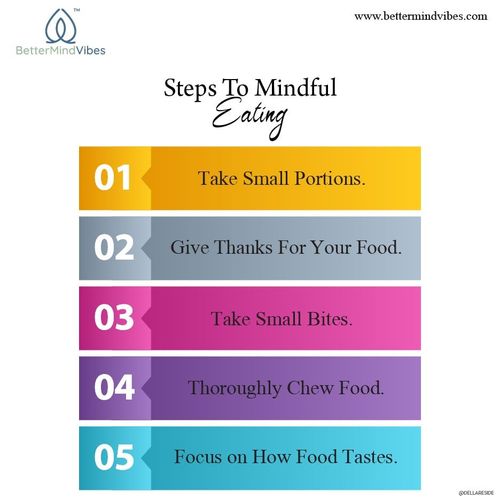 TM
BetterMindVibes
www.bettermindvibes.com
Steps To Mindful
Eating
01 Take Small Portions.
02 Give Thanks For Your Food.
03 Take Small Bites.
04 Thoroughly Chew Food.
05 Focus on How Food Tastes.
@DELLARESIDE